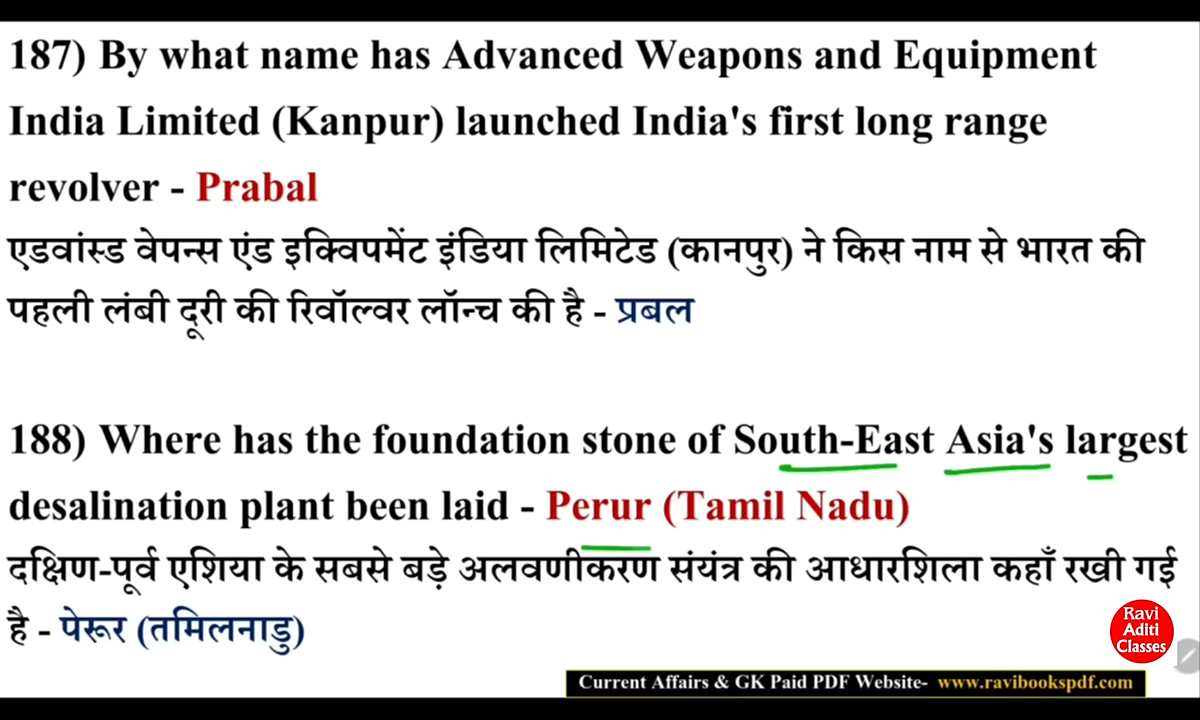 187) By what name has Advanced Weapons and Equipment
India Limited (Kanpur) launched India's first long range
revolver - Prabal
एडवांस्ड वेपन्स एंड इक्विपमेंट इंडिया लिमिटेड (कानपुर) ने किस नाम से भारत की
पहली लंबी दूरी की रिवॉल्वर लॉन्च की है - प्रबल
188) Where has the foundation stone of South-East Asia's largest
desalination plant been laid - Perur (Tamil Nadu)
दक्षिण-पूर्व एशिया के सबसे बड़े अलवणीकरण संयंत्र की आधारशिला कहाँ रखी गई
है - पेरूर (तमिलनाडु)
Ravi
Aditi
Classes
Current Affairs & GK Paid PDF Website- www.ravibookspdf.com